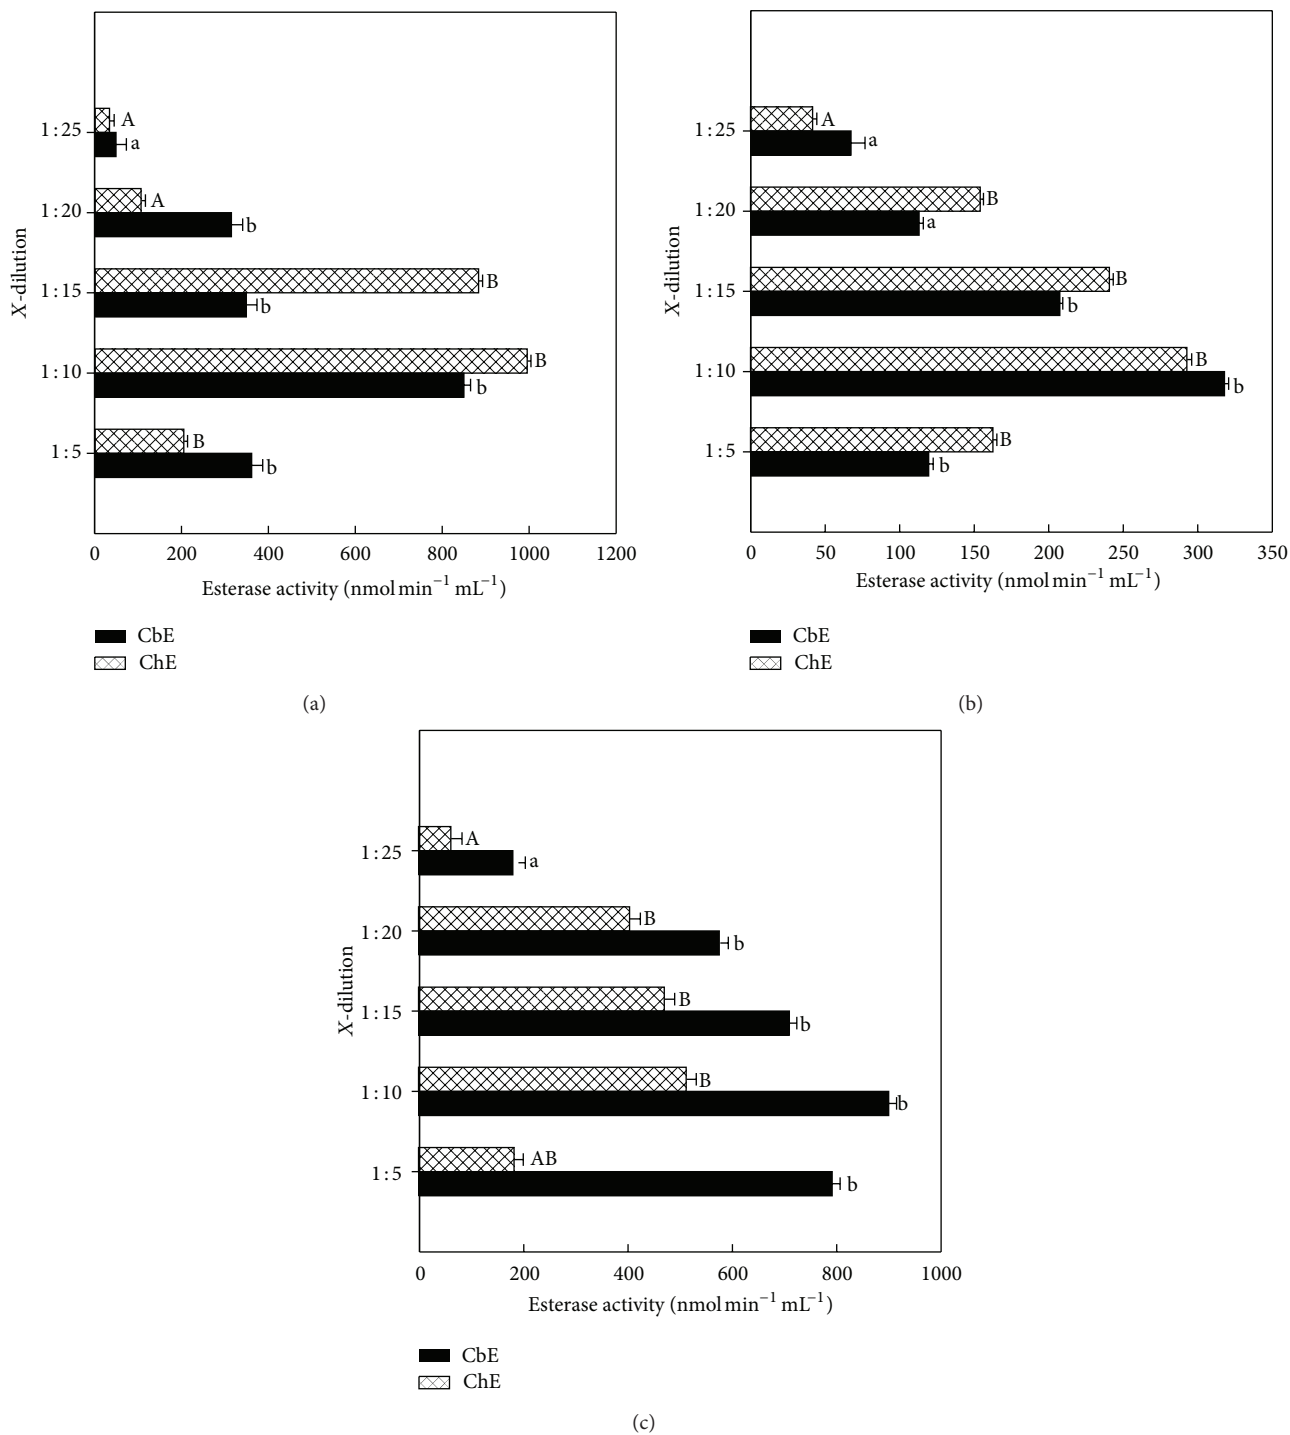 X-dilution
1:25
A
a
1:20
A
b
1:15
B
b
1:10
B
b
1:5
B
b
0 200 400 600 800 1000 1200
Esterase activity (nmol min⁻¹ mL⁻¹)
CbE
ChE
(a)
X-dilution
1:25
A
a
1:20
B
a
1:15
B
b
1:10
B
b
1:5
B
b
0 50 100 150 200 250 300 350
Esterase activity (nmol min⁻¹ mL⁻¹)
CbE
ChE
(b)
X-dilution
1:25
A
a
1:20
B
b
1:15
B
b
1:10
B
b
1:5
AB
b
0 200 400 600 800 1000
Esterase activity (nmol min⁻¹ mL⁻¹)
CbE
ChE
(c)